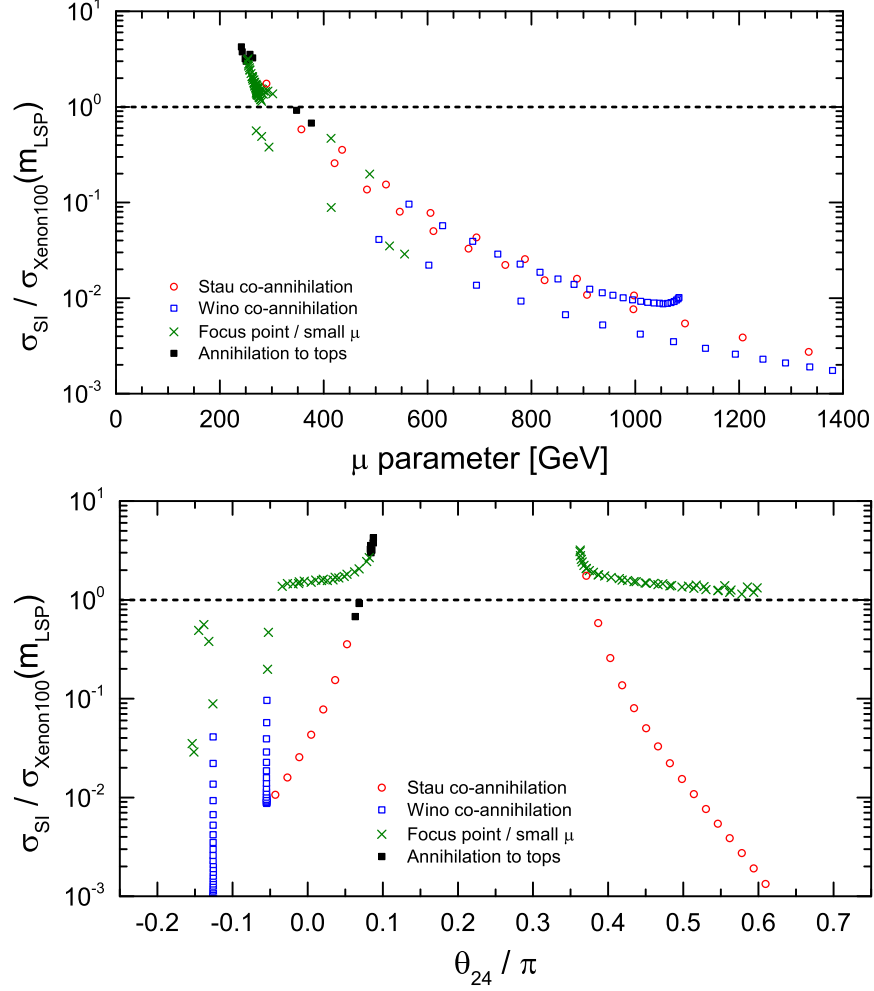 σ_SI / σ_Xenon100(m_LSP)
10^1
10^0
10^-1
10^-2
10^-3
Stau co-annihilation
Wino co-annihilation
Focus point / small μ
Annihilation to tops
0 200 400 600 800 1000 1200 1400
μ parameter [GeV]
σ_SI / σ_Xenon100(m_LSP)
10^1
10^0
10^-1
10^-2
10^-3
Stau co-annihilation
Wino co-annihilation
Focus point / small μ
Annihilation to tops
-0.2 -0.1 0.0 0.1 0.2 0.3 0.4 0.5 0.6 0.7
θ_24 / π